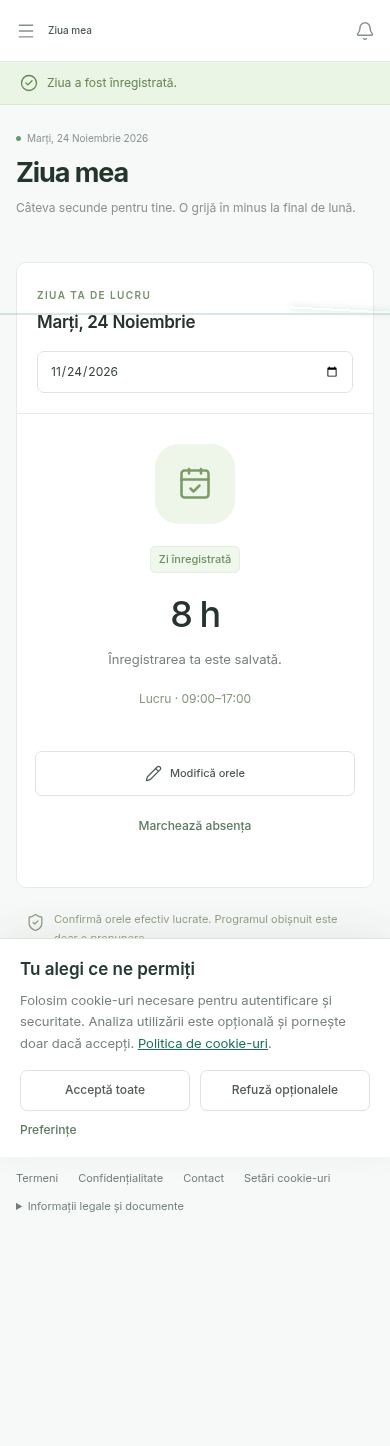 Ziua mea
Ziua a fost înregistrată.
Marți, 24 Noiembrie 2026
Ziua mea
Câteva secunde pentru tine. O grijă în minus la final de lună.
ZIUA TA DE LUCRU
Marți, 24 Noiembrie
11/24/2026
Zi înregistrată
8 h
Înregistrarea ta este salvată.
Lucru · 09:00–17:00
Modifică orele
Marchează absența
Confirmă orele efectiv lucrate. Programul obișnuit este
Tu alegi ce ne permiți
Folosim cookie-uri necesare pentru autentificare și
securitate. Analiza utilizării este opțională și pornește
doar dacă accepți. Politica de cookie-uri.
Acceptă toate Refuză opționalele
Preferințe
Termeni Confidențialitate Contact Setări cookie-uri
Informații legale și documente